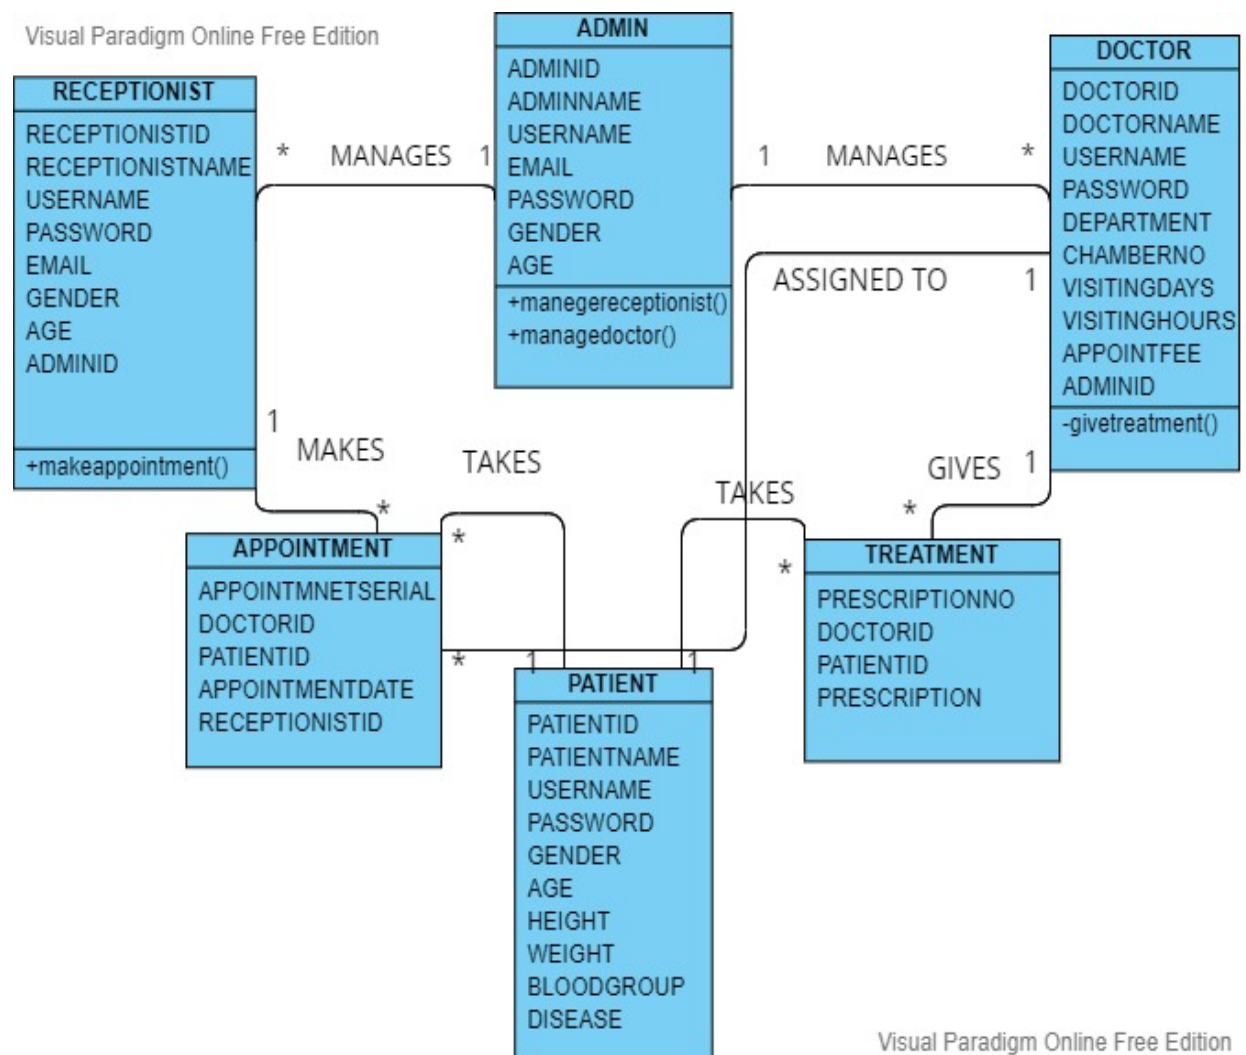 Visual Paradigm Online Free Edition
ADMIN
ADMINID
ADMINNAME
USERNAME
EMAIL
PASSWORD
GENDER
AGE
+manegereceptionist()
+managedoctor()
DOCTOR
DOCTORID
DOCTORNAME
USERNAME
PASSWORD
DEPARTMENT
CHAMBERNO
VISITINGDAYS
VISITINGHOURS
APPOINTFEE
ADMINID
-givetreatment()
RECEPTIONIST
RECEPTIONISTID
RECEPTIONISTNAME
USERNAME
PASSWORD
EMAIL
GENDER
AGE
ADMINID
+makeappointment()
* MANAGES 1
1 MANAGES *
ASSIGNED TO 1
1
MAKES
*
TAKES
*
*
1
TAKES
*
1
GIVES 1
*
APPOINTMENT
APPOINTMNETSERIAL
DOCTORID
PATIENTID
APPOINTMENTDATE
RECEPTIONISTID
TREATMENT
PRESCRIPTIONNO
DOCTORID
PATIENTID
PRESCRIPTION
PATIENT
PATIENTID
PATIENTNAME
USERNAME
PASSWORD
GENDER
AGE
HEIGHT
WEIGHT
BLOODGROUP
DISEASE
Visual Paradigm Online Free Edition